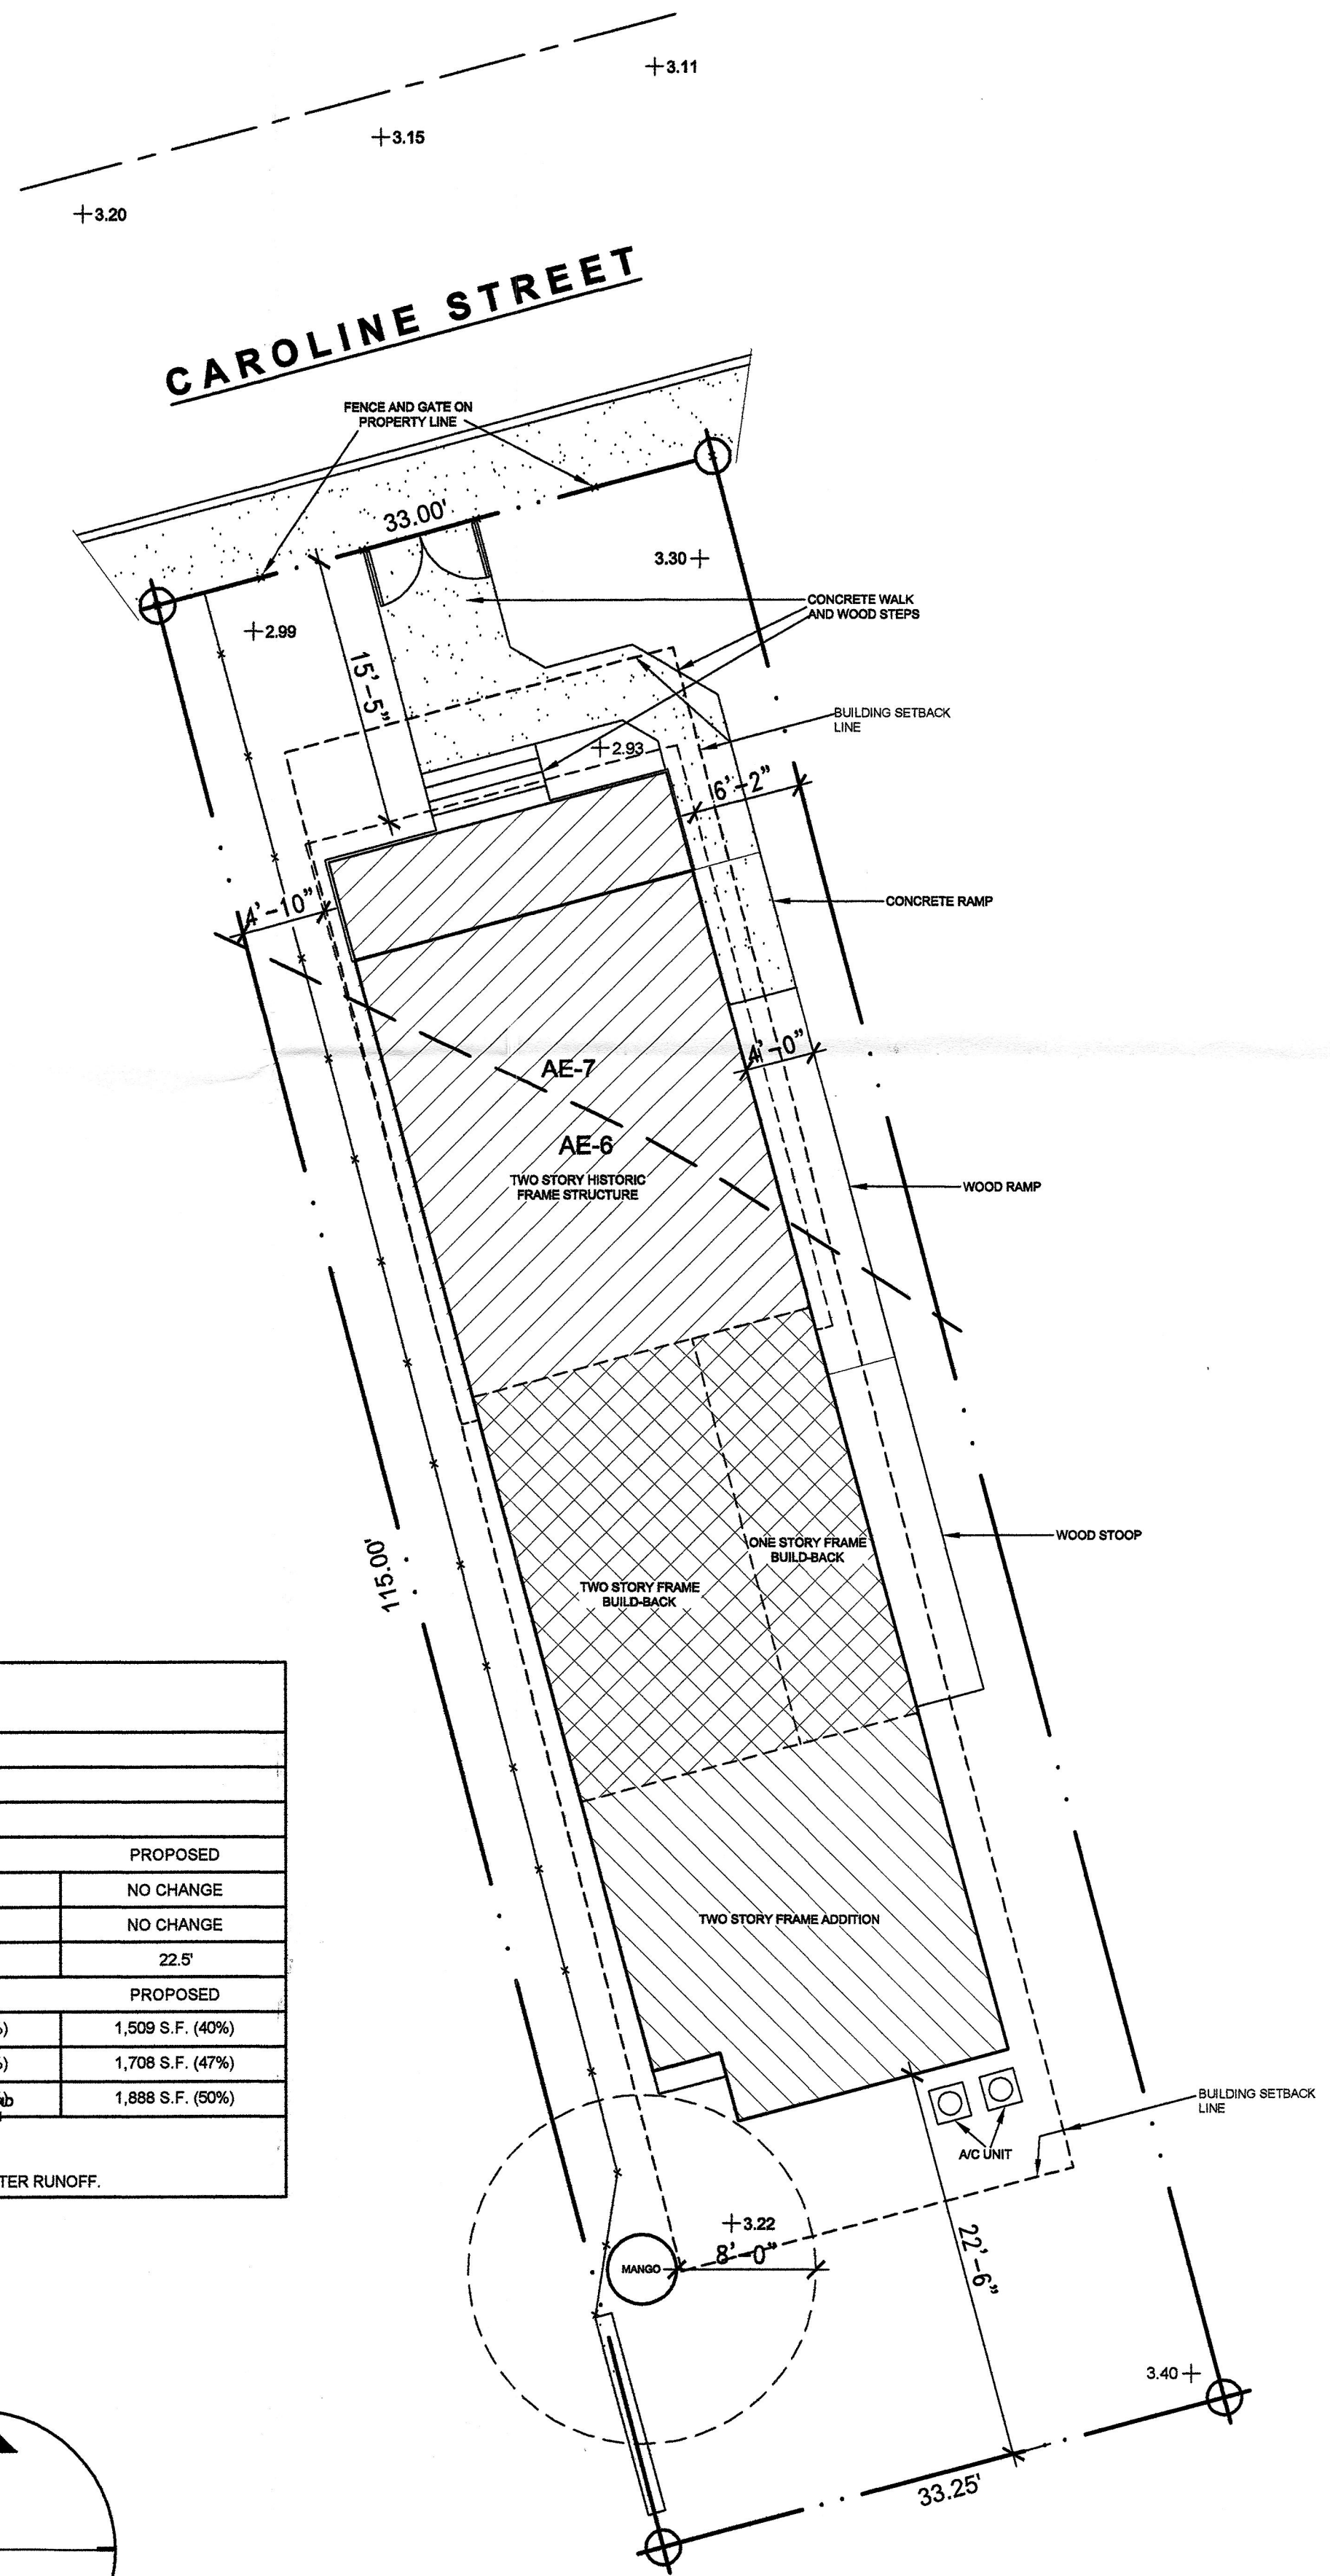 +3.11
+3.15
+3.20
CAROLINE STREET
FENCE AND GATE ON
PROPERTY LINE
33.00'
3.30+
CONCRETE WALK
AND WOOD STEPS
+2.99
15'-5"
BUILDING SETBACK
LINE
+2.93
6'-2"
4'-10"
CONCRETE RAMP
4'-0"
AE-7
AE-6
TWO STORY HISTORIC
FRAME STRUCTURE
WOOD RAMP
WOOD STOOP
ONE STORY FRAME
BUILD-BACK
TWO STORY FRAME
BUILD-BACK
115.00'
PROPOSED
NO CHANGE
NO CHANGE
22.5'
PROPOSED
1,509 S.F. (40%)
1,708 S.F. (47%)
1,888 S.F. (50%)
TER RUNOFF.
TWO STORY FRAME ADDITION
BUILDING SETBACK
LINE
A/C UNIT
+3.22
8'-0"
MANGO
22'-6"
3.40+
33.25'